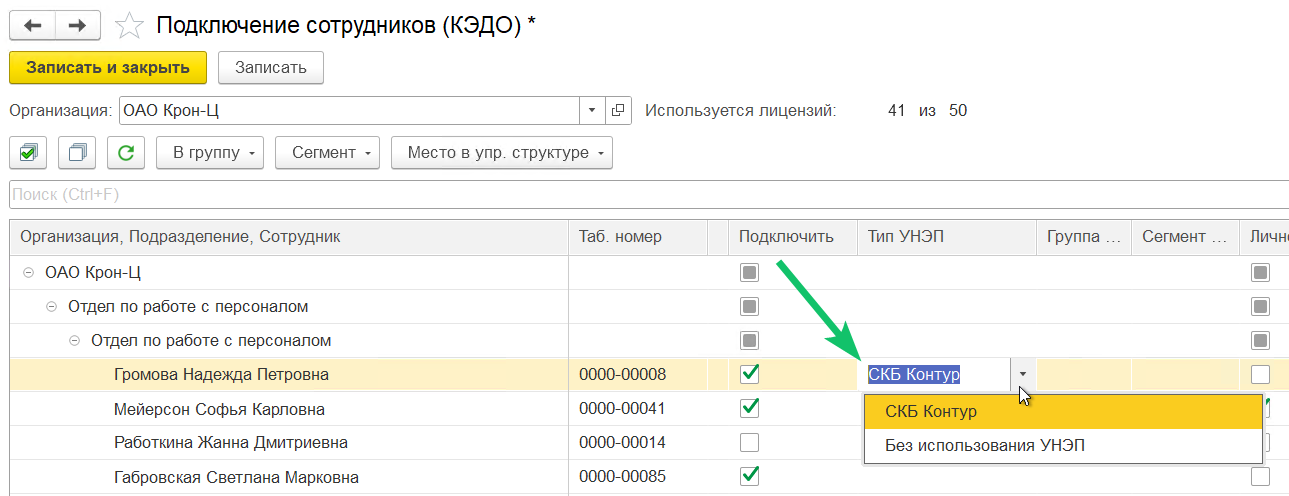 Подключение сотрудников (КЭДО) *
Записать и закрыть Записать
Организация: ОАО Крон-Ц Используется лицензий: 41 из 50
В группу Сегмент Место в упр. структуре
Поиск (Ctrl+F)
Организация, Подразделение, Сотрудник Таб. номер Подключить Тип УНЭП Группа ... Сегмент ... Лично
ОАО Крон-Ц
Отдел по работе с персоналом
Отдел по работе с персоналом
Громова Надежда Петровна 0000-00008 СКБ Контур
Мейерсон Софья Карловна 0000-00041 СКБ Контур
Работкина Жанна Дмитриевна 0000-00014 Без использования УНЭП
Габровская Светлана Марковна 0000-00085